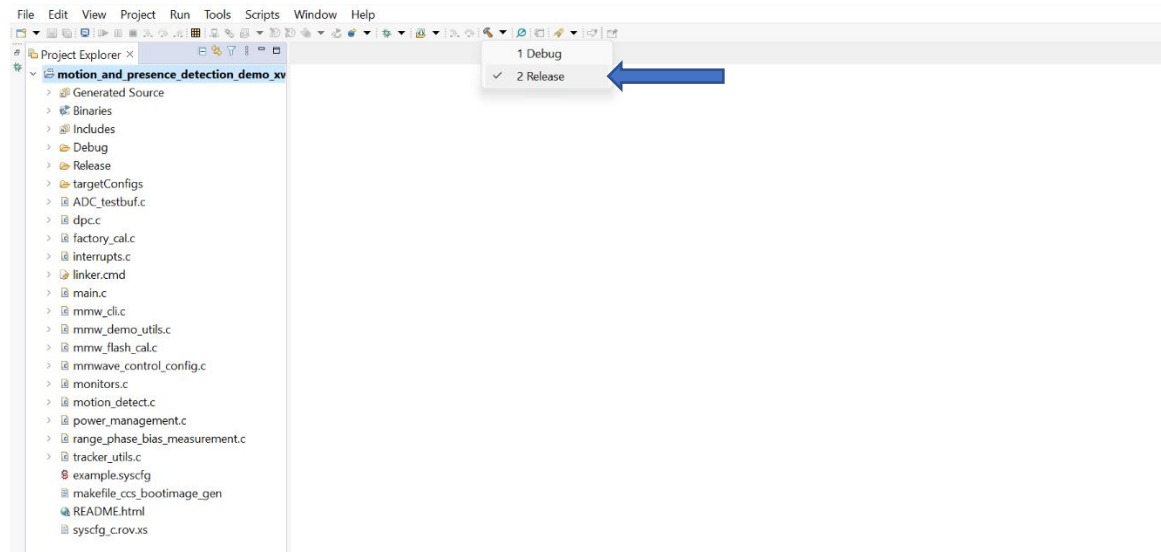 File Edit View Project Run Tools Scripts Window Help
Project Explorer
motion_and_presence_detection_demo_xv
Generated Source
Binaries
Includes
Debug
Release
targetConfigs
ADC_testbuf.c
dpc.c
factory_cal.c
interrupts.c
linker.cmd
main.c
mmw_cli.c
mmw_demo_utils.c
mmw_flash_cal.c
mmwave_control_config.c
monitors.c
motion_detect.c
power_management.c
range_phase_bias_measurement.c
tracker_utils.c
example.syscfg
makefile_ccs_bootimage_gen
README.html
syscfg_c.rov.xs
1 Debug
2 Release